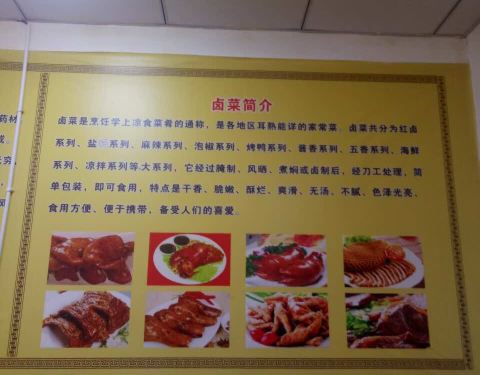 卤菜简介
卤菜是烹饪学上凉食菜肴的通称，是各地区耳熟能详的家常菜。卤菜共分为红卤
系列、盐焗系列、麻辣系列、泡椒系列、烤鸭系列、酱香系列、五香系列、海鲜
系列、凉拌系列等大系列，它经过腌制、风晒、煮焖或卤制后，经刀工处理，简
单包装，即可食用，特点是干香、脆嫩、酥烂、爽滑、无汤、不腻、色泽光亮、
食用方便、便于携带，备受人们的喜爱。
药材
成。
无穷，